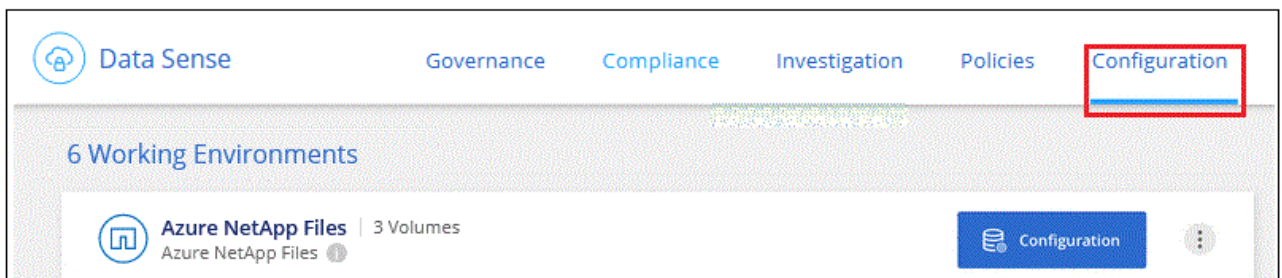 Data Sense Governance Compliance Investigation Policies Configuration
6 Working Environments
Azure NetApp Files | 3 Volumes
Azure NetApp Files
Configuration